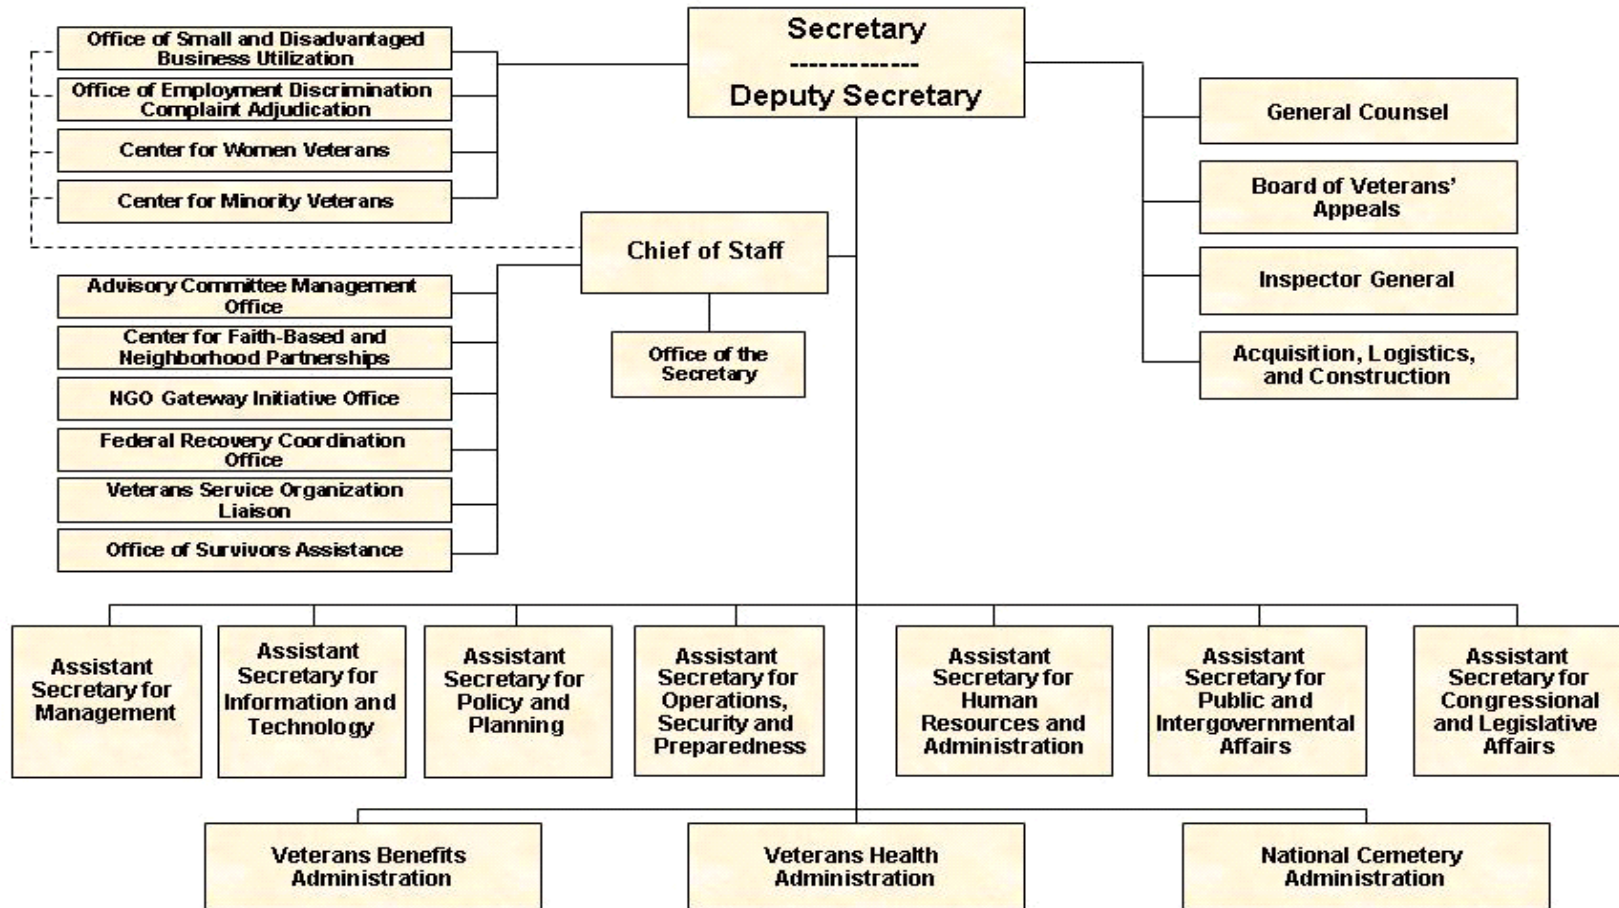 Secretary
-------------
Deputy Secretary
Office of Small and Disadvantaged
Business Utilization
Office of Employment Discrimination
Complaint Adjudication
Center for Women Veterans
Center for Minority Veterans
General Counsel
Board of Veterans’
Appeals
Inspector General
Acquisition, Logistics,
and Construction
Chief of Staff
Office of the
Secretary
Advisory Committee Management
Office
Center for Faith-Based and
Neighborhood Partnerships
NGO Gateway Initiative Office
Federal Recovery Coordination
Office
Veterans Service Organization
Liaison
Office of Survivors Assistance
Assistant
Secretary for
Management
Assistant
Secretary for
Information and
Technology
Assistant
Secretary for
Policy and
Planning
Assistant
Secretary for
Operations,
Security and
Preparedness
Assistant
Secretary for
Human
Resources and
Administration
Assistant
Secretary for
Public and
Intergovernmental
Affairs
Assistant
Secretary for
Congressional
and Legislative
Affairs
Veterans Benefits
Administration
Veterans Health
Administration
National Cemetery
Administration